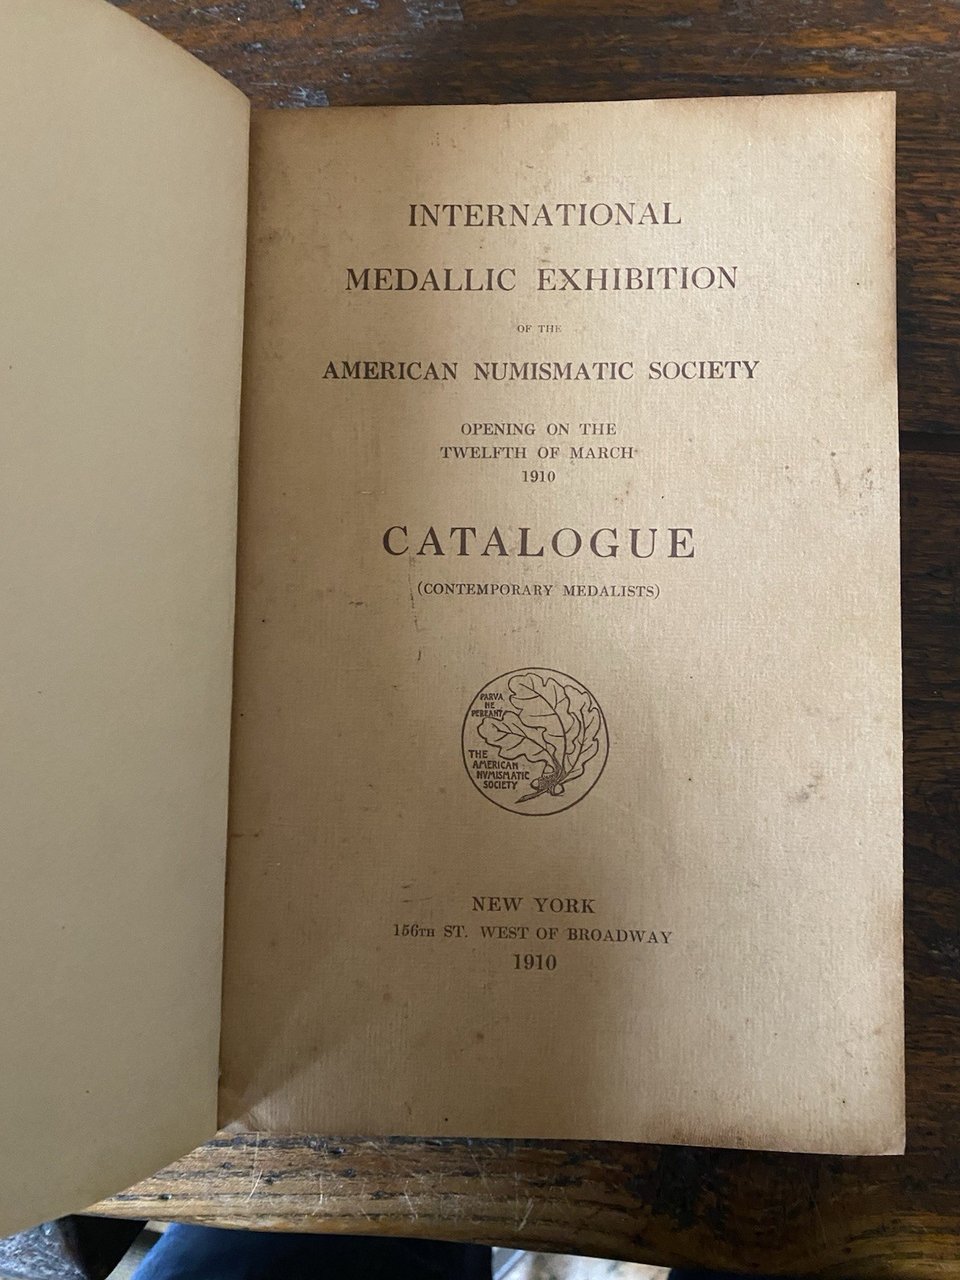 INTERNATIONAL
MEDALLIC EXHIBITION
OF THE
AMERICAN NUMISMATIC SOCIETY
OPENING ON THE
TWELFTH OF MARCH
1910
CATALOGUE
(CONTEMPORARY MEDALISTS)
PARVA
NE
PEREANT
THE
AMERICAN
NVMISMATIC
SOCIETY
NEW YORK
156TH ST. WEST OF BROADWAY
1910